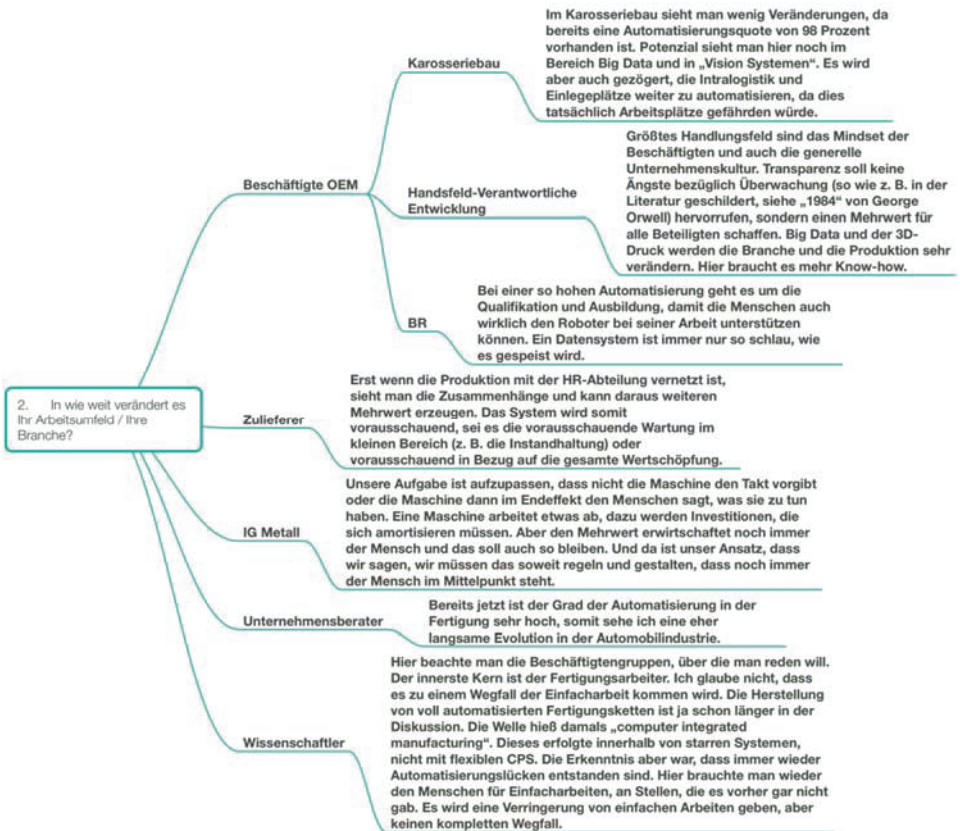 2. In wie weit verändert es
Ihr Arbeitsumfeld / Ihre
Branche?
Beschäftigte OEM
Karosseriebau
Im Karosseriebau sieht man wenig Veränderungen, da
bereits eine Automatisierungsquote von 98 Prozent
vorhanden ist. Potenzial sieht man hier noch im
Bereich Big Data und in „Vision Systemen“. Es wird
aber auch gezögert, die Intralogistik und
Einlegeplätze weiter zu automatisieren, da dies
tatsächlich Arbeitsplätze gefährden würde.
Handsfeld-Verantwortliche
Entwicklung
Größtes Handlungsfeld sind das Mindset der
Beschäftigten und auch die generelle
Unternehmenskultur. Transparenz soll keine
Ängste bezüglich Überwachung (so wie z. B. in der
Literatur geschildert, siehe „1984“ von George
Orwell) hervorrufen, sondern einen Mehrwert für
alle Beteiligten schaffen. Big Data und der 3D-
Druck werden die Branche und die Produktion sehr
verändern. Hier braucht es mehr Know-how.
BR
Bei einer so hohen Automatisierung geht es um die
Qualifikation und Ausbildung, damit die Menschen auch
wirklich den Roboter bei seiner Arbeit unterstützen
können. Ein Datensystem ist immer nur so schlau, wie
es gespeist wird.
Zulieferer
Erst wenn die Produktion mit der HR-Abteilung vernetzt ist,
sieht man die Zusammenhänge und kann daraus weiteren
Mehrwert erzeugen. Das System wird somit
vorausschauend, sei es die vorausschauende Wartung im
kleinen Bereich (z. B. die Instandhaltung) oder
vorausschauend in Bezug auf die gesamte Wertschöpfung.
IG Metall
Unsere Aufgabe ist aufzupassen, dass nicht die Maschine den Takt vorgibt
oder die Maschine dann im Endeffekt den Menschen sagt, was sie zu tun
haben. Eine Maschine arbeitet etwas ab, dazu werden Investitionen, die
sich amortisieren müssen. Aber den Mehrwert erwirtschaftet noch immer
der Mensch und das soll auch so bleiben. Und da ist unser Ansatz, dass
wir sagen, wir müssen das soweit regeln und gestalten, dass noch immer
der Mensch im Mittelpunkt steht.
Unternehmensberater
Bereits jetzt ist der Grad der Automatisierung in der
Fertigung sehr hoch, somit sehe ich eine eher
langsame Evolution in der Automobilindustrie.
Wissenschaftler
Hier beachte man die Beschäftigtengruppen, über die man reden will.
Der innerste Kern ist der Fertigungsarbeiter. Ich glaube nicht, dass
es zu einem Wegfall der Einfacharbeit kommen wird. Die Herstellung
von voll automatisierten Fertigungsketten ist ja schon länger in der
Diskussion. Die Welle hieß damals „computer integrated
manufacturing“. Dieses erfolgte innerhalb von starren Systemen,
nicht mit flexiblen CPS. Die Erkenntnis aber war, dass immer wieder
Automatisierungslücken entstanden sind. Hier brauchte man wieder
den Menschen für Einfacharbeiten, an Stellen, die es vorher gar nicht
gab. Es wird eine Verringerung von einfachen Arbeiten geben, aber
keinen kompletten Wegfall.